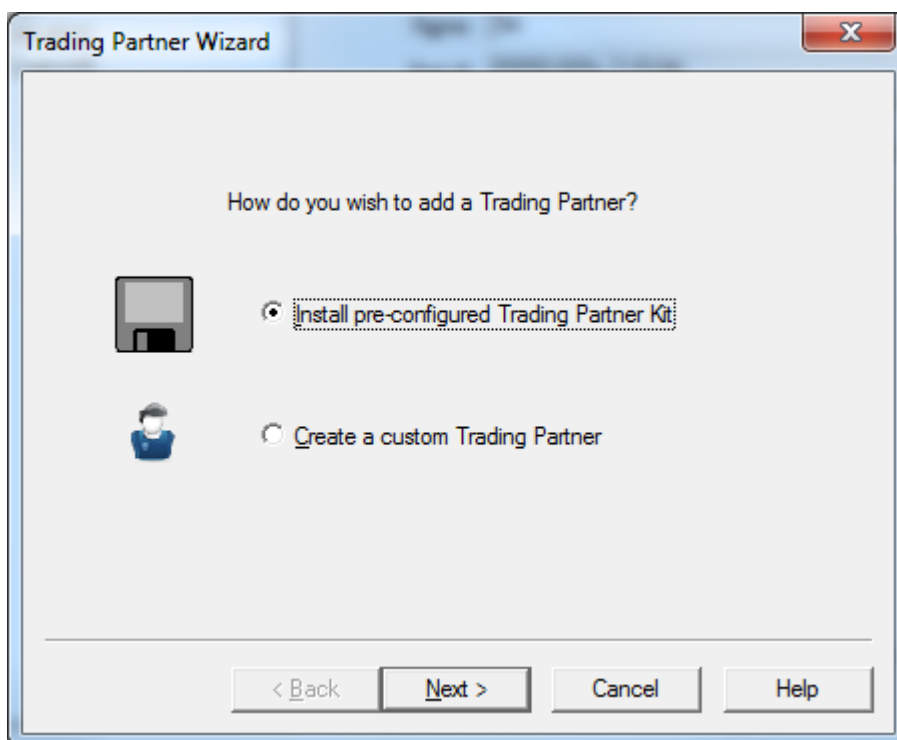 Trading Partner Wizard
How do you wish to add a Trading Partner?
Install pre-configured Trading Partner Kit
Create a custom Trading Partner
< Back
Next >
Cancel
Help